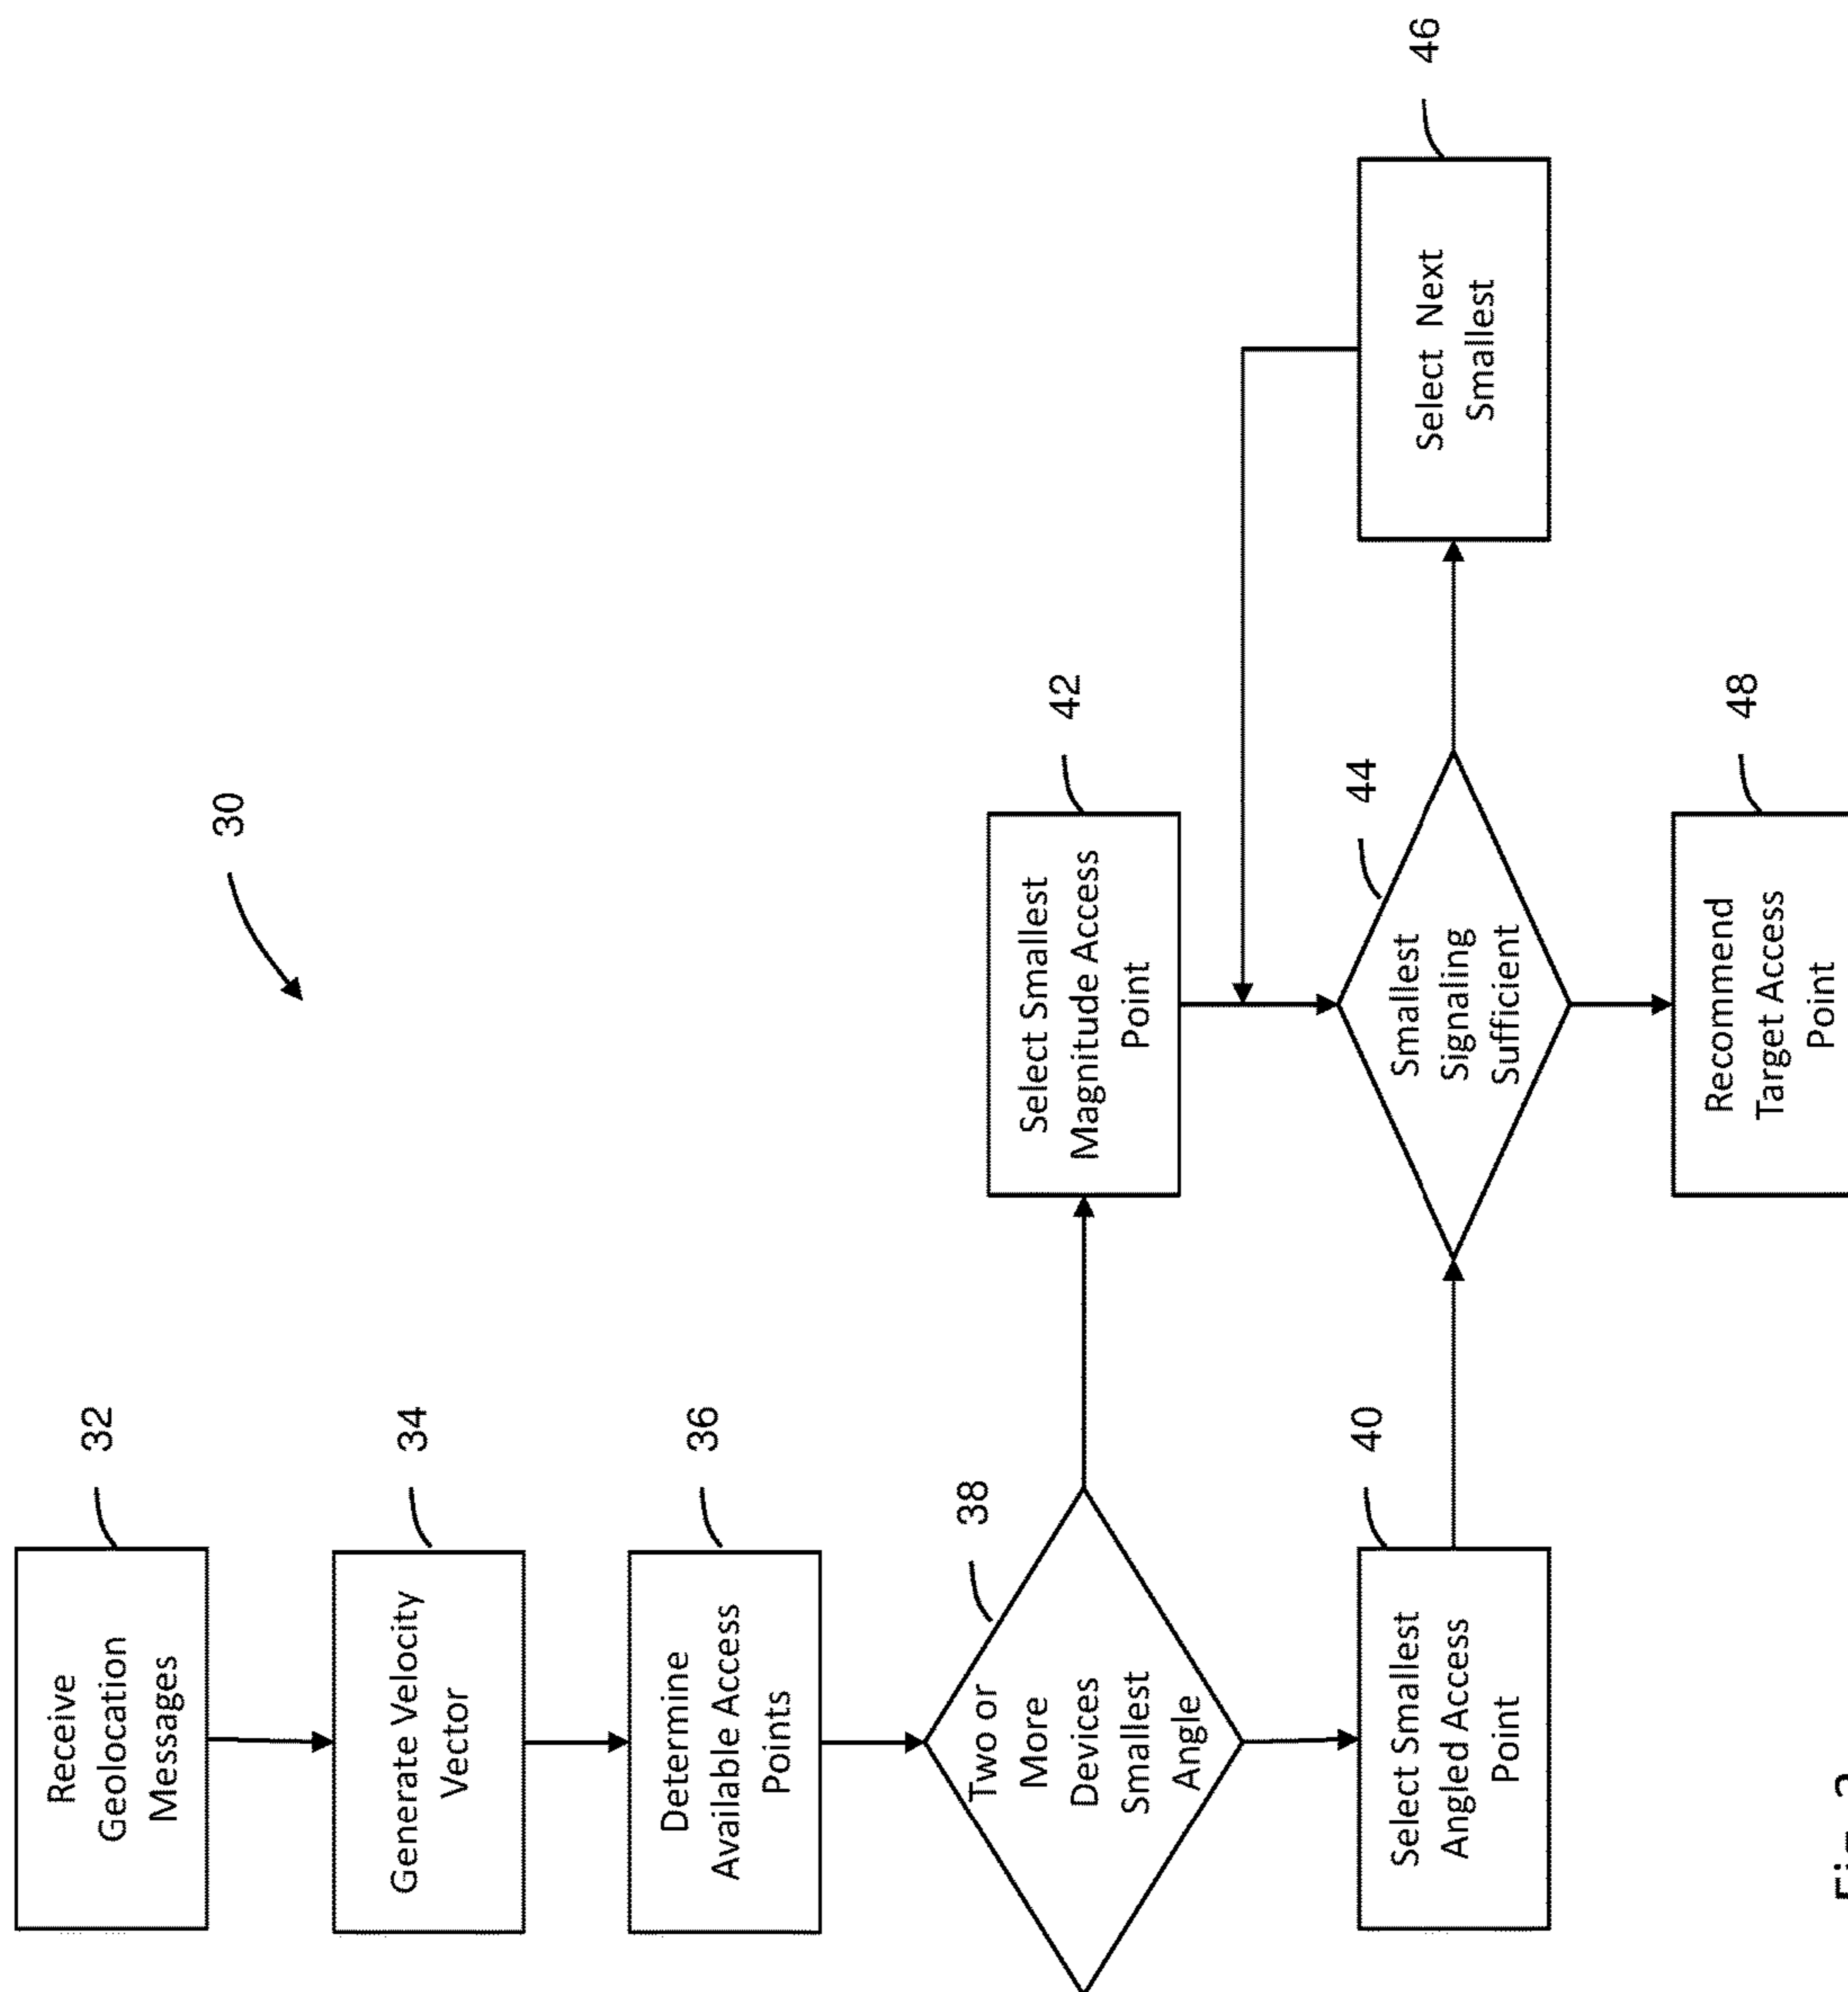 30
32
Receive
Geolocation
Messages
34
Generate Velocity
Vector
36
Determine
Available Access
Points
38
Two or
More
Devices
Smallest
Angle
42
Select Smallest
Magnitude Access
Point
40
Select Smallest
Angled Access
Point
44
Smallest
Signaling
Sufficient
46
Select Next
Smallest
48
Recommend
Target Access
Point